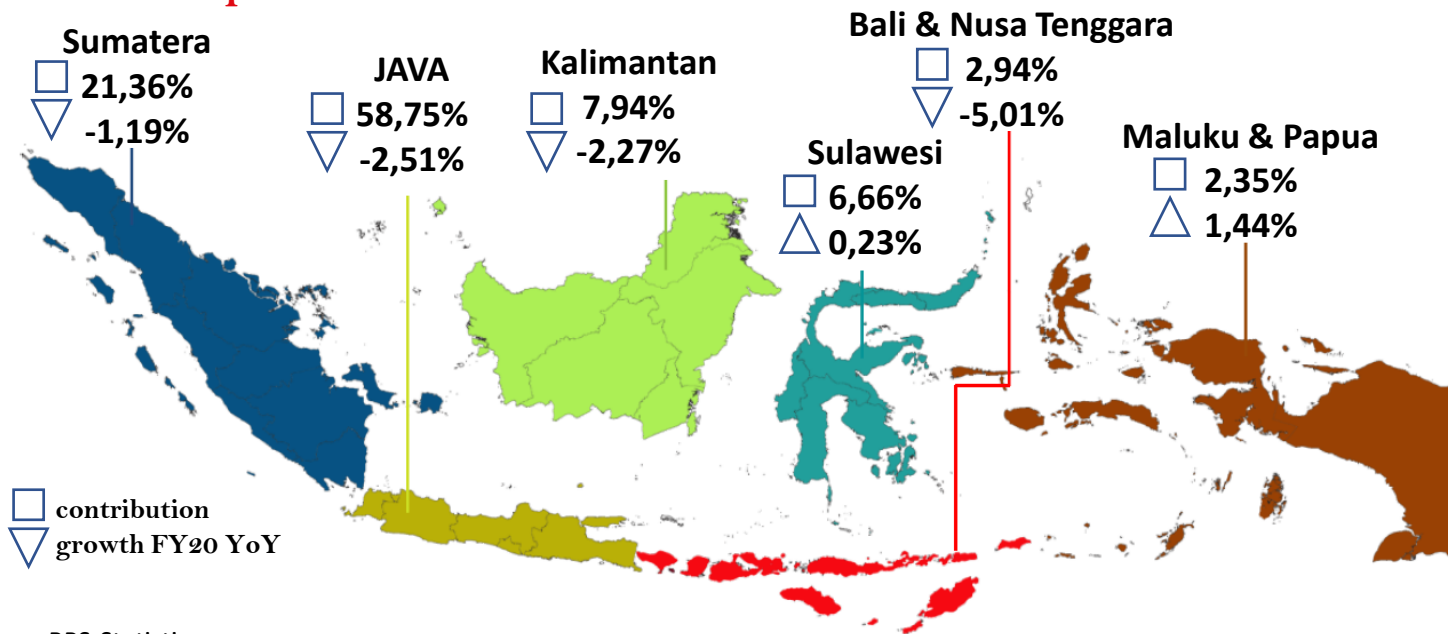 Sumatera
21,36%
-1,19%
JAVA
58,75%
-2,51%
Kalimantan
7,94%
-2,27%
Bali & Nusa Tenggara
2,94%
-5,01%
Sulawesi
6,66%
0,23%
Maluku & Papua
2,35%
1,44%
contribution
growth FY20 YoY